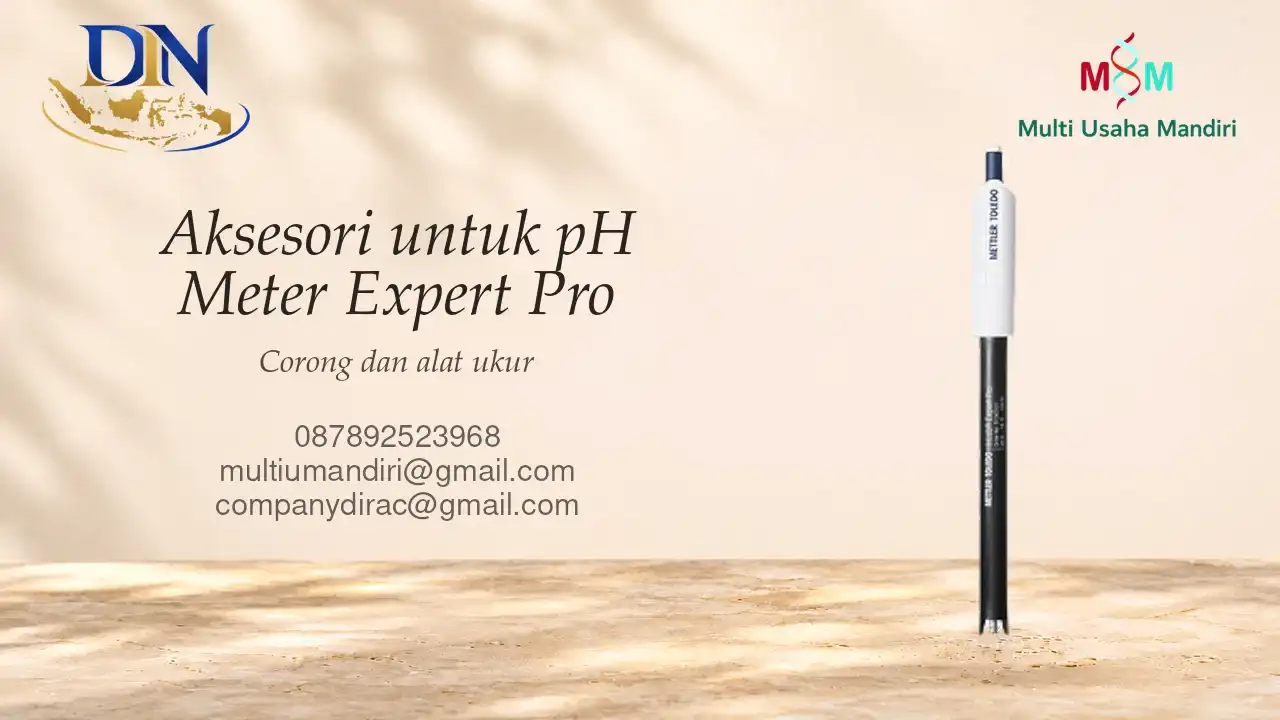 DN
MSM
Multi Usaha Mandiri
METTLER TOLEDO
Aksesori untuk pH
Meter Expert Pro
Corong dan alat ukur
087892523968
multiumandiri@gmail.com
companydirac@gmail.com
METTLER TOLEDO